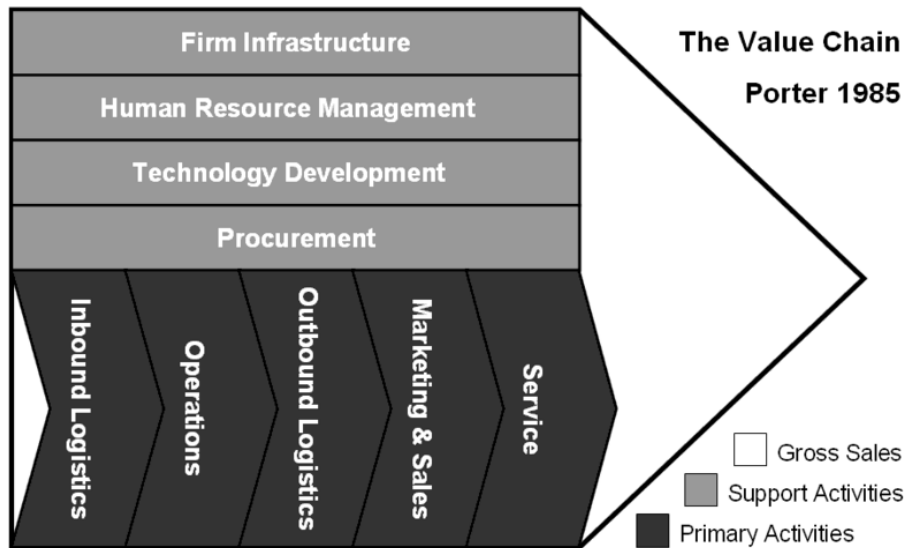 Firm Infrastructure
Human Resource Management
Technology Development
Procurement
Inbound Logistics
Operations
Outbound Logistics
Marketing & Sales
Service
The Value Chain
Porter 1985
Gross Sales
Support Activities
Primary Activities